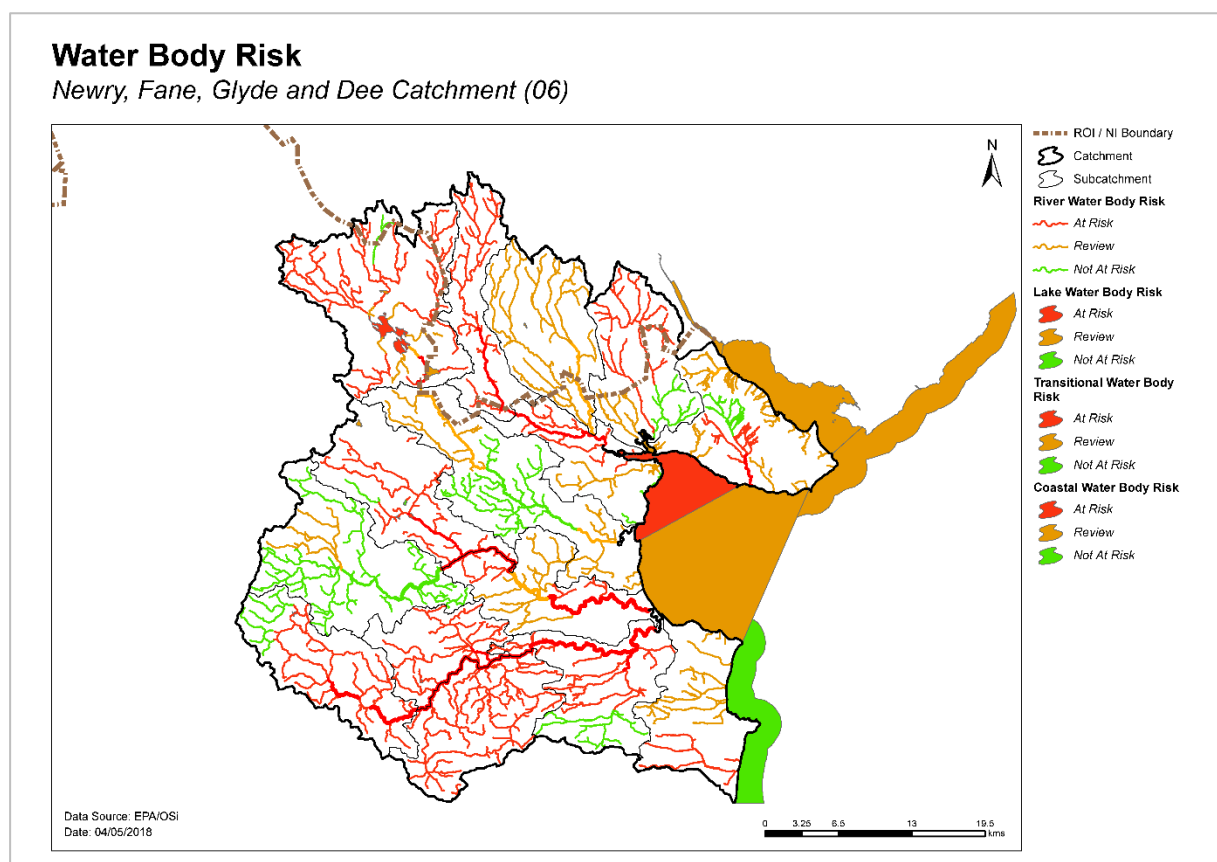 Water Body Risk
Newry, Fane, Glyde and Dee Catchment (06)
N
ROI / NI Boundary
Catchment
Subcatchment
River Water Body Risk
At Risk
Review
Not At Risk
Lake Water Body Risk
At Risk
Review
Not At Risk
Transitional Water Body
Risk
At Risk
Review
Not At Risk
Coastal Water Body Risk
At Risk
Review
Not At Risk
Data Source: EPA/OSi
Date: 04/05/2018
0 3.25 6.5 13 19.5
kms